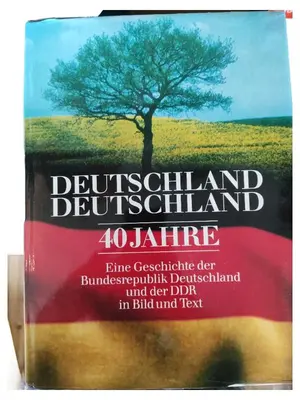 DEUTSCHLAND
DEUTSCHLAND
40 JAHRE
Eine Geschichte der
Bundesrepublik Deutschland
und der DDR
in Bild und Text